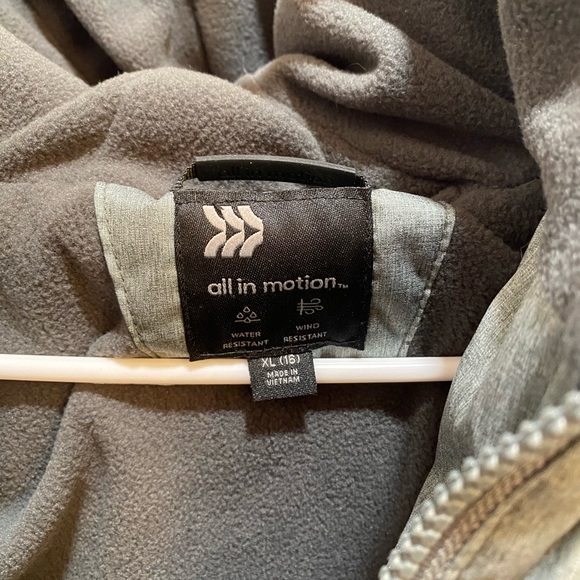 all in motion™
WATER RESISTANT
WIND RESISTANT
XL (16)
MADE IN
VIETNAM